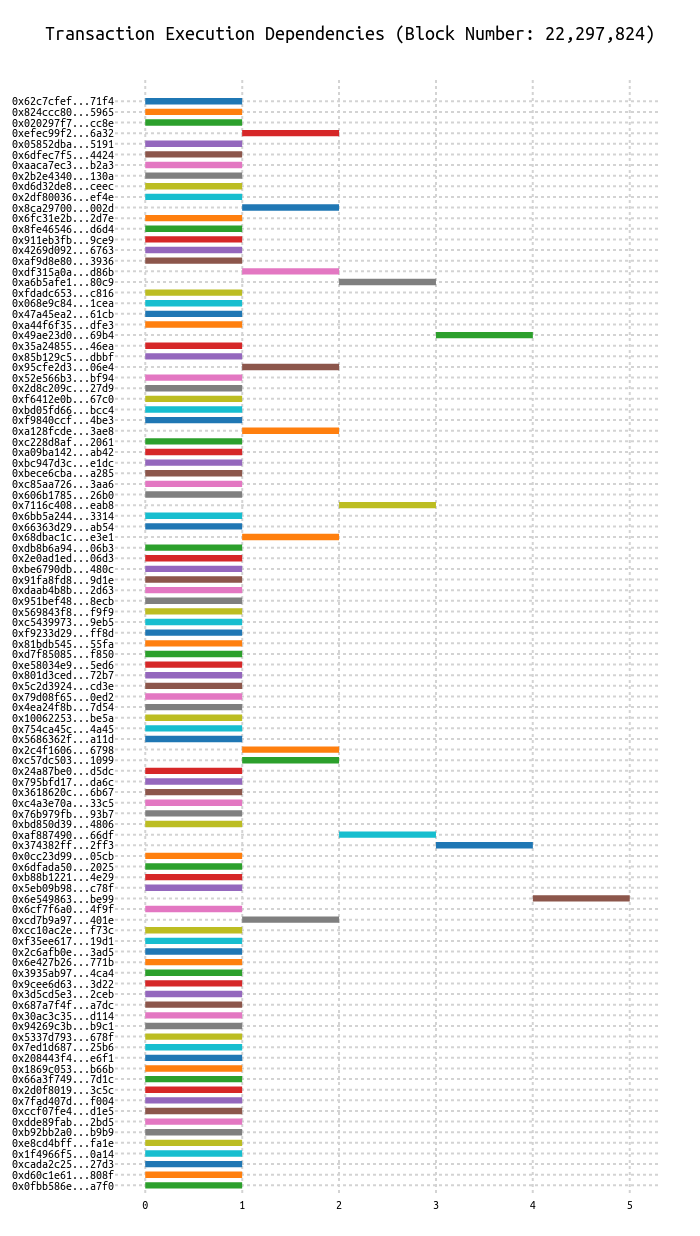 Transaction Execution Dependencies (Block Number: 22,297,824)
0x62c7cfef...71f4
0x824ccc80...5965
0x020297f7...cc8e
0xefec99f2...6a32
0x05852dba...5191
0x6dfec7f5...4424
0xaaca7ec3...b2a3
0x2b2e4340...130a
0xd6d32de8...ceec
0x2df80036...ef4e
0x8ca29700...002d
0x6fc31e2b...2d7e
0x8fe46546...d6d4
0x911eb3fb...9ce9
0x4269d092...6763
0xaf9d8e80...3936
0xdf315a0a...d86b
0xa6b5afe1...80c9
0xfdadc653...c816
0x068e9c84...1cea
0x47a45ea2...61cb
0xa44f6f35...dfe3
0x49ae23d0...69b4
0x35a24855...46ea
0x85b129c5...dbbf
0x95cfe2d3...06e4
0x52e566b3...bf94
0x2d8c209c...27d9
0xf6412e0b...67c0
0xbd05fd66...bcc4
0xf9840ccf...4be3
0xa128fcde...3ae8
0xc228d8af...2061
0xa09ba142...ab42
0xbc947d3c...e1dc
0xbece6cba...a285
0xc85aa726...3aa6
0x606b1785...26b0
0x7116c408...eab8
0x6bb5a244...3314
0x66363d29...ab54
0x68dbac1c...e3e1
0xdb8b6a94...06b3
0x2e0ad1ed...06d3
0xbe6790db...480c
0x91fa8fd8...9d1e
0xdaab4b8b...2d63
0x951bef48...8ecb
0x569843f8...f9f9
0xc5439973...9eb5
0xf9233d29...ff8d
0x81bdb545...55fa
0xd7f85085...f850
0xe58034e9...5ed6
0x801d3ced...72b7
0x5c2d3924...cd3e
0x79d08f65...0ed2
0x4ea24f8b...7d54
0x10062253...be5a
0x754ca45c...4a45
0x5686362f...a11d
0x2c4f1606...6798
0xc57dc503...1099
0x24a87be0...d5dc
0x795bfd17...da6c
0x3618620c...6b67
0xc4a3e70a...33c5
0x76b979fb...93b7
0xbd850d39...4806
0xaf887490...66df
0x374382ff...2ff3
0x0cc23d99...05cb
0x6dfada50...2025
0xb88b1221...4e29
0x5eb09b98...c78f
0x6e549863...be99
0x6cf7f6a0...4f9f
0xcd7b9a97...401e
0xcc10ac2e...f73c
0xf35ee617...19d1
0x2c6afb0e...3ad5
0x6e427b26...771b
0x3935ab97...4ca4
0x9cee6d63...3d22
0x3d5cd5e3...2ceb
0x687a7f4f...a7dc
0x30ac3c35...d114
0x94269c3b...b9c1
0x5337d793...678f
0x7ed1d687...25b6
0x208443f4...e6f1
0x1869c053...b66b
0x66a3f749...7d1c
0x2d0f8019...3c5c
0x7fad407d...f004
0xccf07fe4...d1e5
0xdde89fab...2bd5
0xb92bb2a0...b9b9
0xe8cd4bff...fa1e
0x1f4966f5...0a14
0xcada2c25...27d3
0xd60c1e61...808f
0x0fbb586e...a7f0
0 1 2 3 4 5